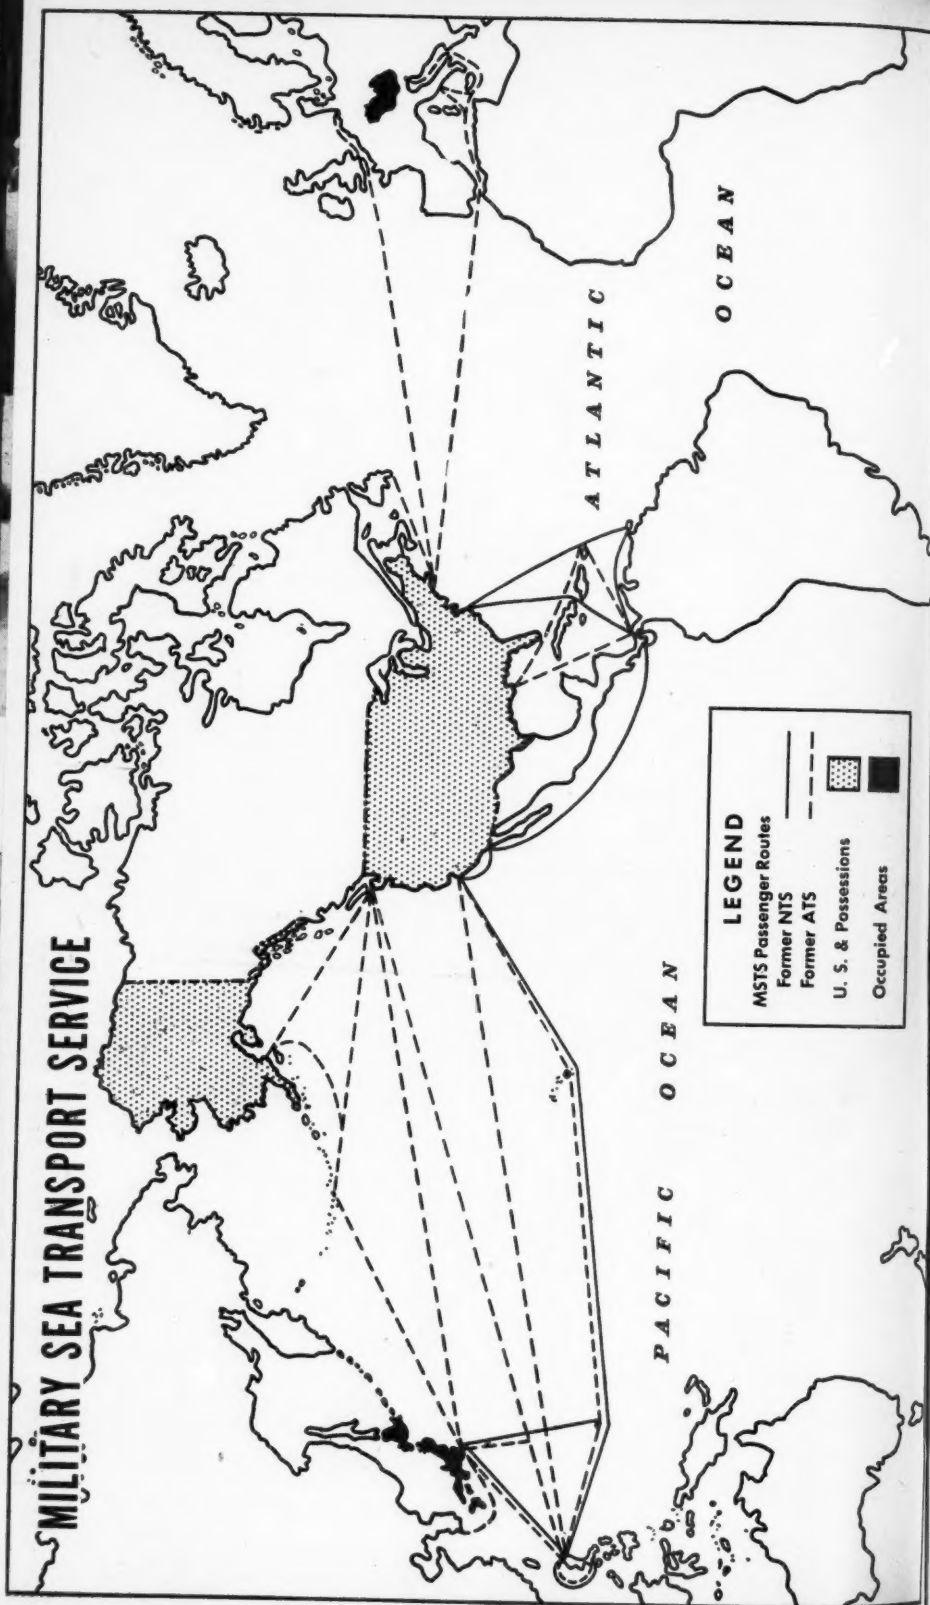 MILITARY SEA TRANSPORT SERVICE
ATLANTIC
OCEAN
PACIFIC OCEAN
LEGEND
MSTS Passenger Routes
Former NTS
Former ATS
U. S. & Possessions
Occupied Areas